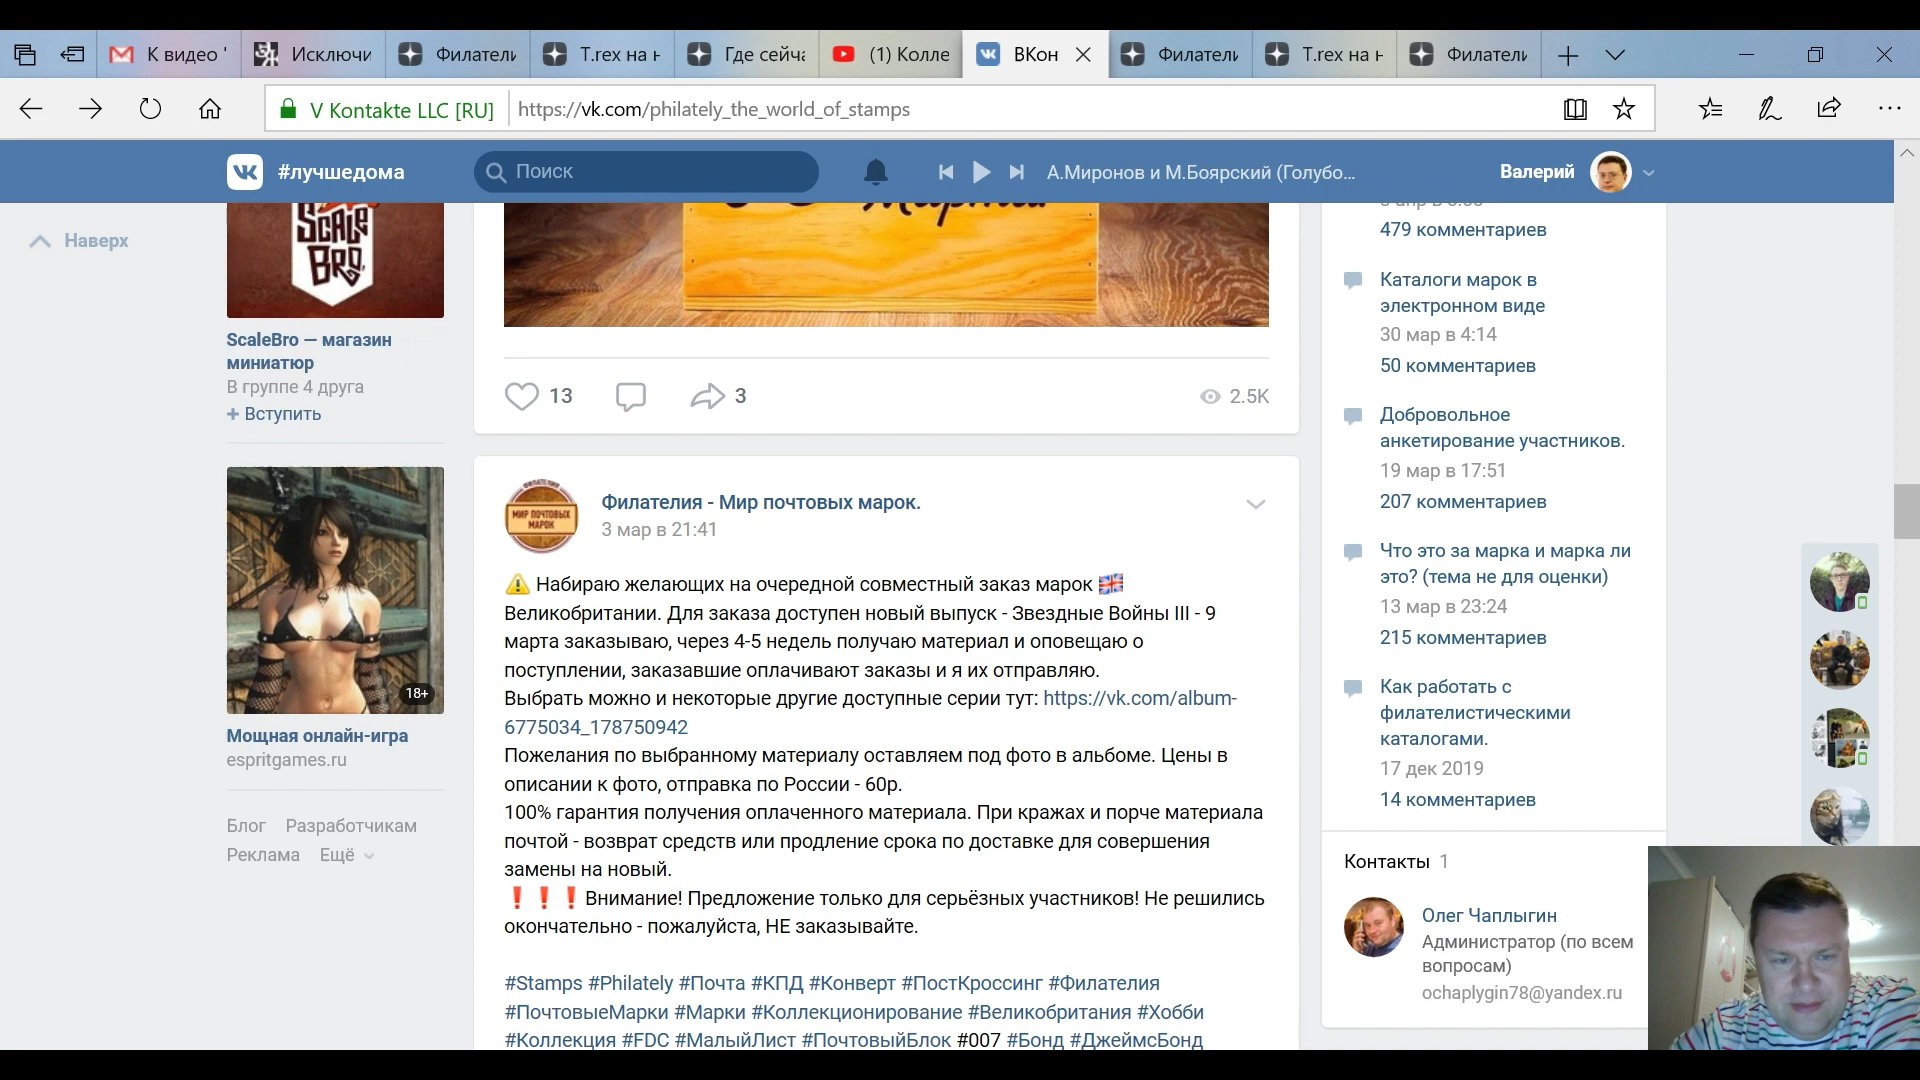 К видео '
Исключи
Филатели
T.rex на н
Где сейча
(1) Колле
ВКон
Филатели
T.rex на н
Филатели
V Kontakte LLC [RU]
https://vk.com/philately_the_world_of_stamps
#лучшедома
Поиск
А.Миронов и М.Боярский (Голубо...
Валерий
Наверх
SCALE
BRO.
ScaleBro — магазин
миниатюр
В группе 4 друга
+ Вступить
18+
Мощная онлайн-игра
espritgames.ru
Блог Разработчикам
Реклама Ещё
Марта
13
3
2.5K
МИР ПОЧТОВЫХ
МАРОК
Филателия - Мир почтовых марок.
3 мар в 21:41
Набираю желающих на очередной совместный заказ марок
Великобритании. Для заказа доступен новый выпуск - Звездные Войны III - 9
марта заказываю, через 4-5 недель получаю материал и оповещаю о
поступлении, заказавшие оплачивают заказы и я их отправляю.
Выбрать можно и некоторые другие доступные серии тут: https://vk.com/album-
6775034_178750942
Пожелания по выбранному материалу оставляем под фото в альбоме. Цены в
описании к фото, отправка по России - 60р.
100% гарантия получения оплаченного материала. При кражах и порче материала
почтой - возврат средств или продление срока по доставке для совершения
замены на новый.
❗❗❗Внимание! Предложение только для серьёзных участников! Не решились
окончательно - пожалуйста, НЕ заказывайте.
#Stamps #Philately #Почта #КПД #Конверт #ПостКроссинг #Филателия
#ПочтовыеМарки #Марки #Коллекционирование #Великобритания #Хобби
#Коллекция #FDC #МалыйЛист #ПочтовыйБлок #007 #Бонд #ДжеймсБонд
479 комментариев
Каталоги марок в
электронном виде
30 мар в 4:14
50 комментариев
Добровольное
анкетирование участников.
19 мар в 17:51
207 комментариев
Что это за марка и марка ли
это? (тема не для оценки)
13 мар в 23:24
215 комментариев
Как работать с
филателистическими
каталогами.
17 дек 2019
14 комментариев
Контакты 1
Олег Чаплыгин
Администратор (по всем
вопросам)
ochaplygin78@yandex.ru